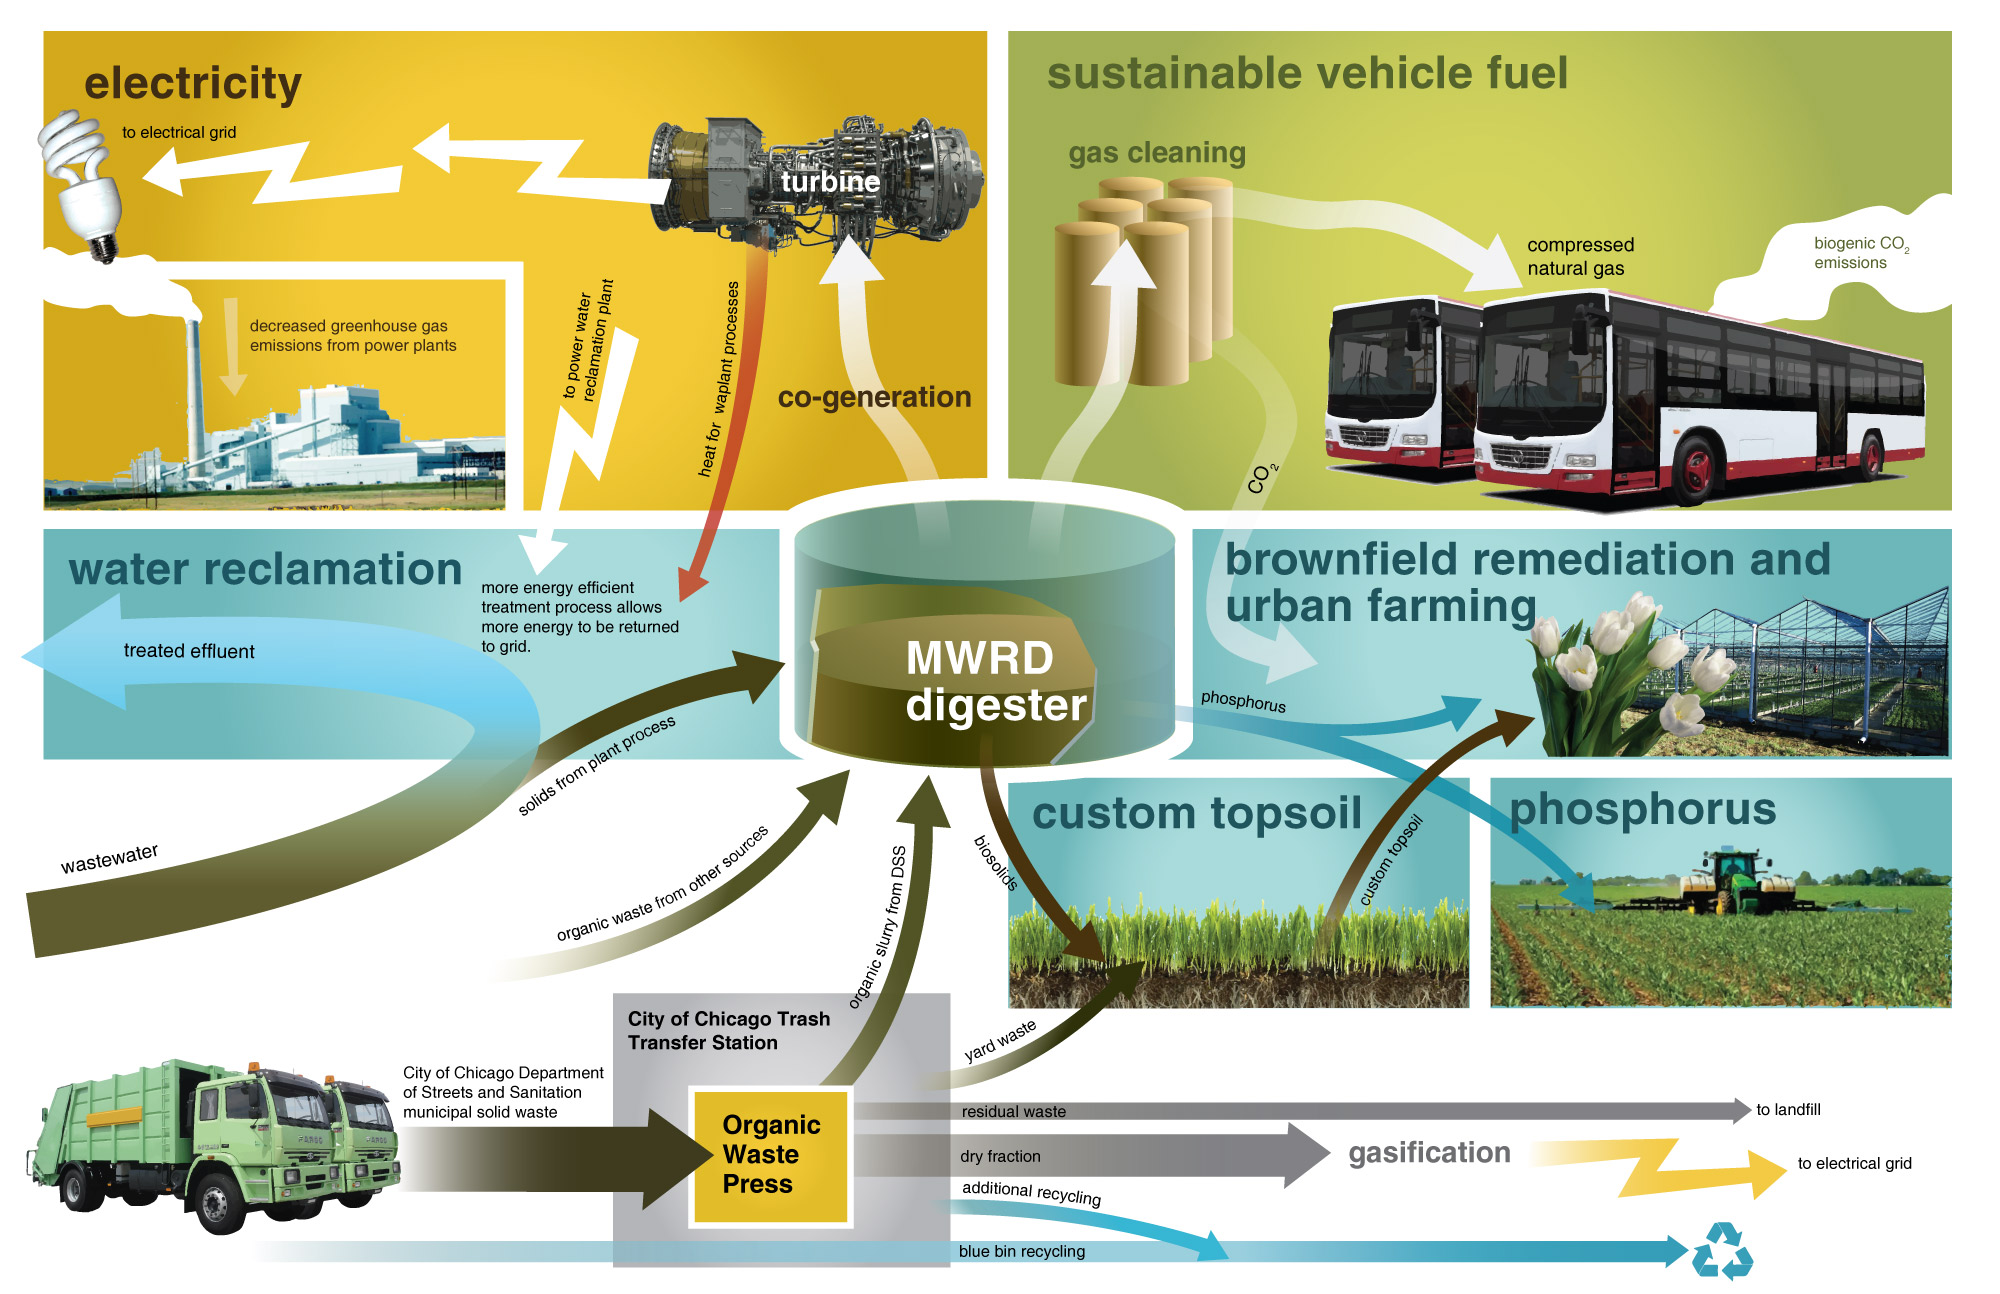 electricity
to electrical grid
turbine
decreased greenhouse gas
emissions from power plants
to power water
reclamation plant
heat for waplant processes
co-generation
sustainable vehicle fuel
gas cleaning
compressed
natural gas
biogenic CO2
emissions
CO2
water reclamation
treated effluent
more energy efficient
treatment process allows
more energy to be returned
to grid.
wastewater
solids from plant process
MWRD
digester
brownfield remediation and
urban farming
phosphorus
custom topsoil
biosolids
custom topsoil
phosphorus
organic waste from other sources
organic slurry from DSS
yard waste
City of Chicago Trash
Transfer Station
City of Chicago Department
of Streets and Sanitation
municipal solid waste
Organic
Waste
Press
residual waste
to landfill
dry fraction
gasification
to electrical grid
additional recycling
blue bin recycling